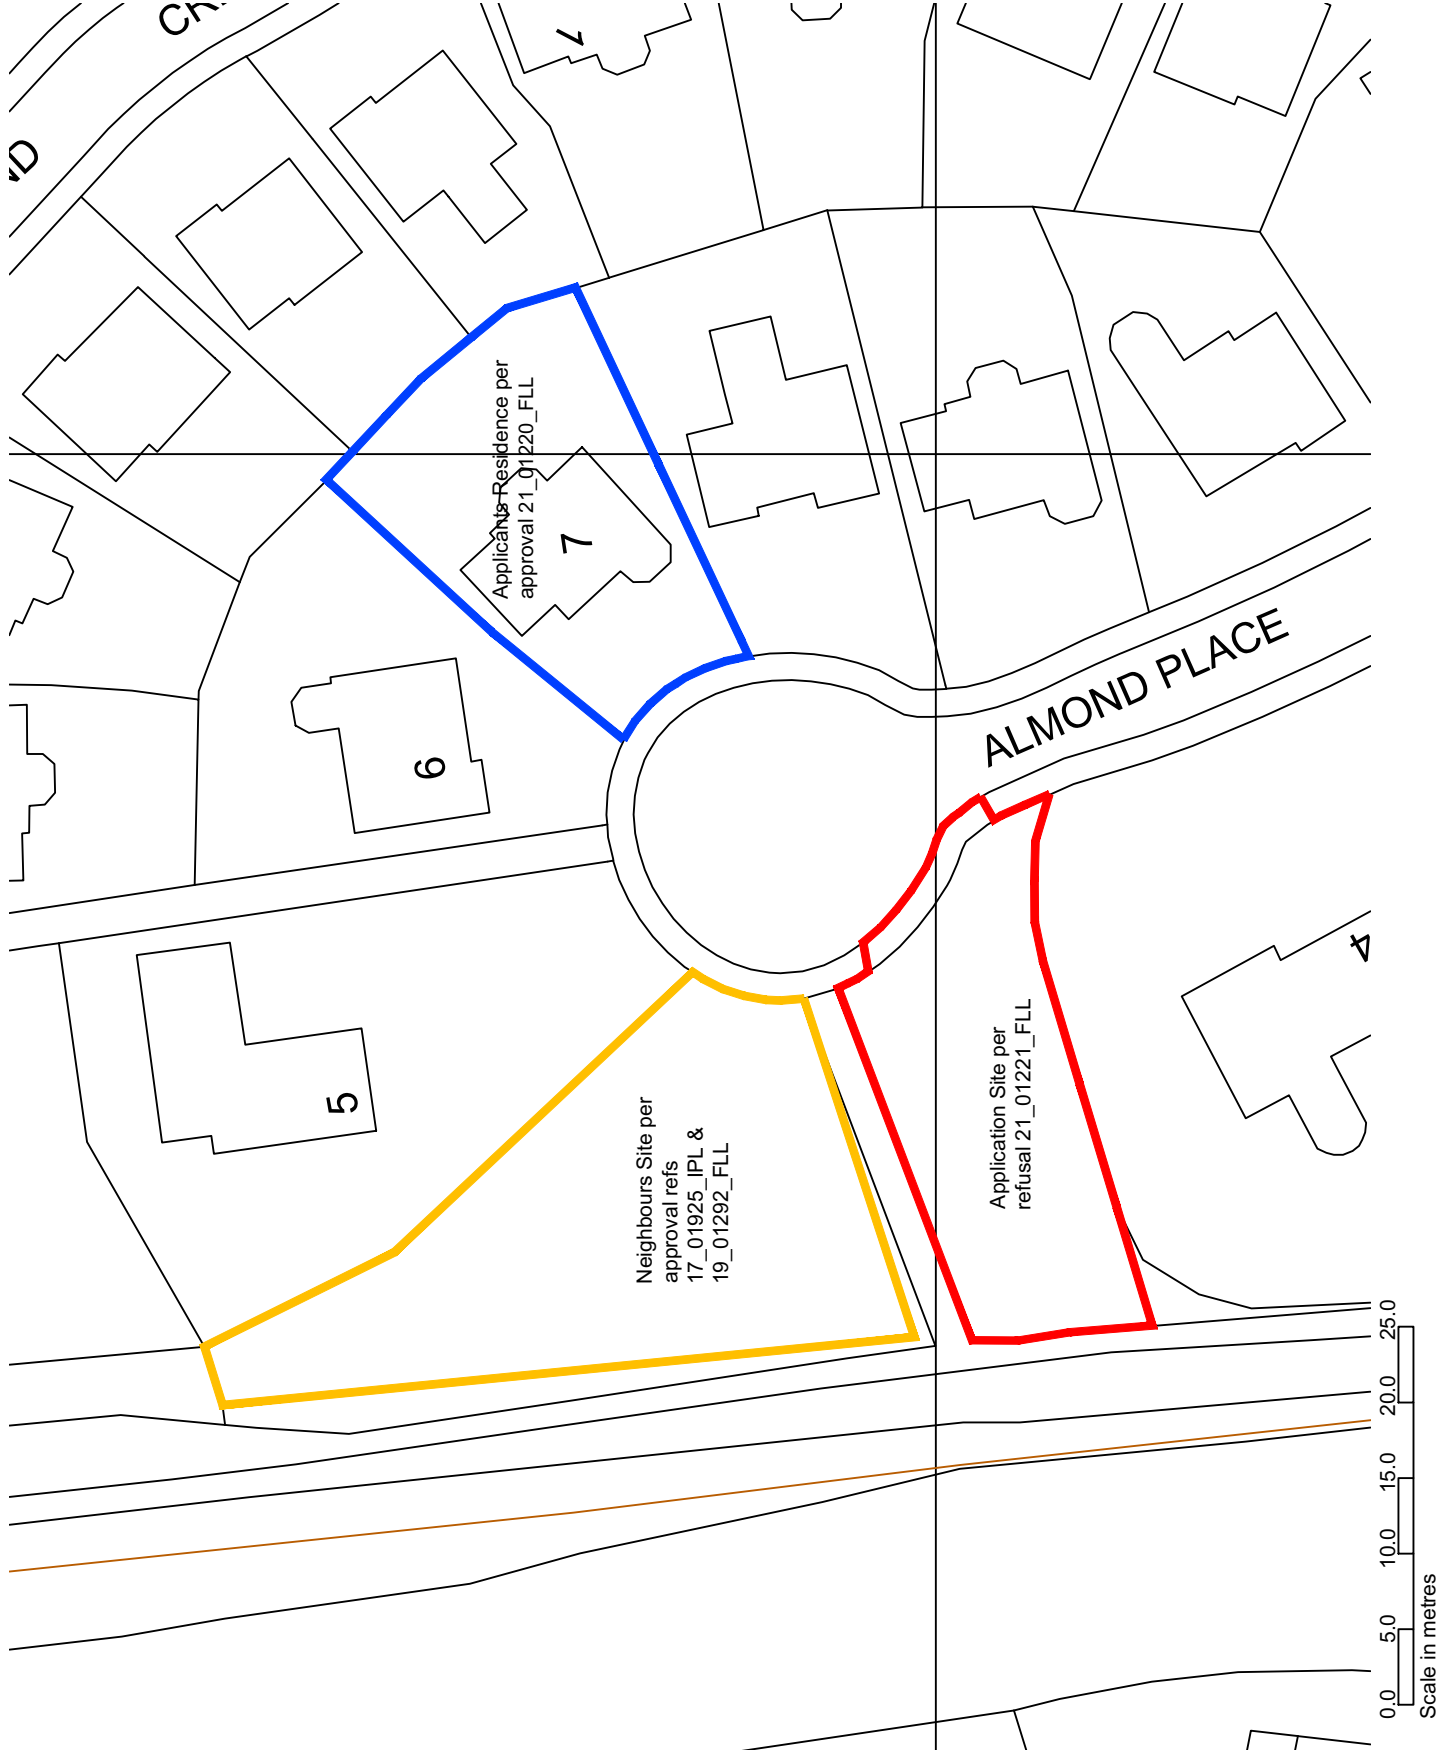 Applicants Residence per
approval 21_01220_FLL
7
6
5
4
ALMOND PLACE
Neighbours Site per
approval refs
17_01925_IPL &
19_01292_FLL
Application Site per
refusal 21_01221_FLL
0.0 5.0 10.0 15.0 20.0 25.0
Scale in metres